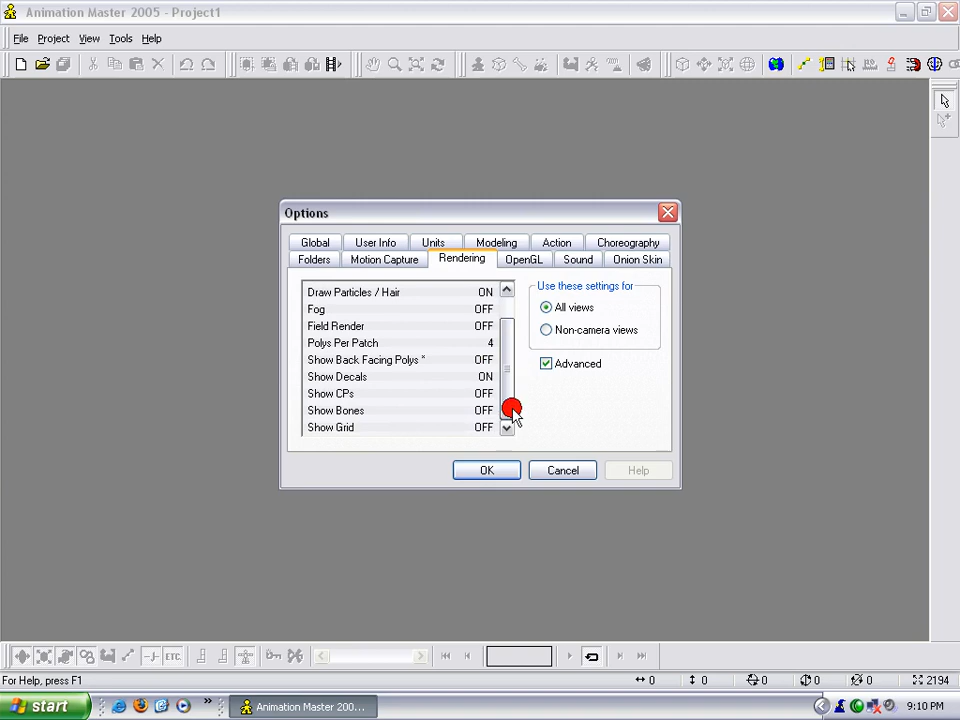 Animation Master 2005 - Project1
File Project View Tools Help
Options
Global User Info Units Modeling Action Choreography
Folders Motion Capture Rendering OpenGL Sound Onion Skin
Draw Particles / Hair ON
Fog OFF
Field Render OFF
Polys Per Patch 4
Show Back Facing Polys * OFF
Show Decals ON
Show CPs OFF
Show Bones OFF
Show Grid OFF
Use these settings for
All views
Non-camera views
Advanced
OK Cancel Help
ETC.
For Help, press F1 0 0 0 0 0 2194
start Animation Master 200... 9:10 PM